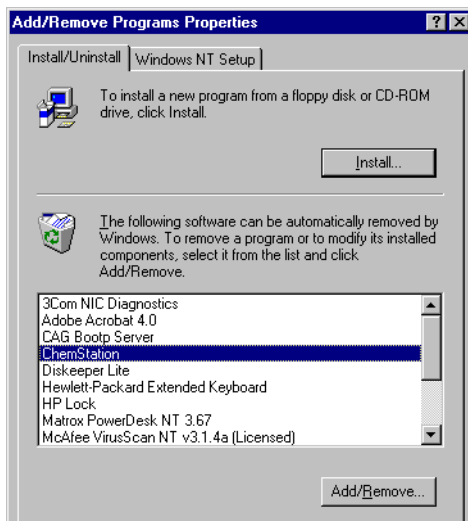 Add/Remove Programs Properties
Install/Uninstall
Windows NT Setup
To install a new program from a floppy disk or CD-ROM
drive, click Install.
Install...
The following software can be automatically removed by
Windows. To remove a program or to modify its installed
components, select it from the list and click
Add/Remove.
3Com NIC Diagnostics
Adobe Acrobat 4.0
CAG Bootp Server
ChemStation
Diskeeper Lite
Hewlett-Packard Extended Keyboard
HP Lock
Matrox PowerDesk NT 3.67
McAfee VirusScan NT v3.1.4a (Licensed)
Add/Remove...